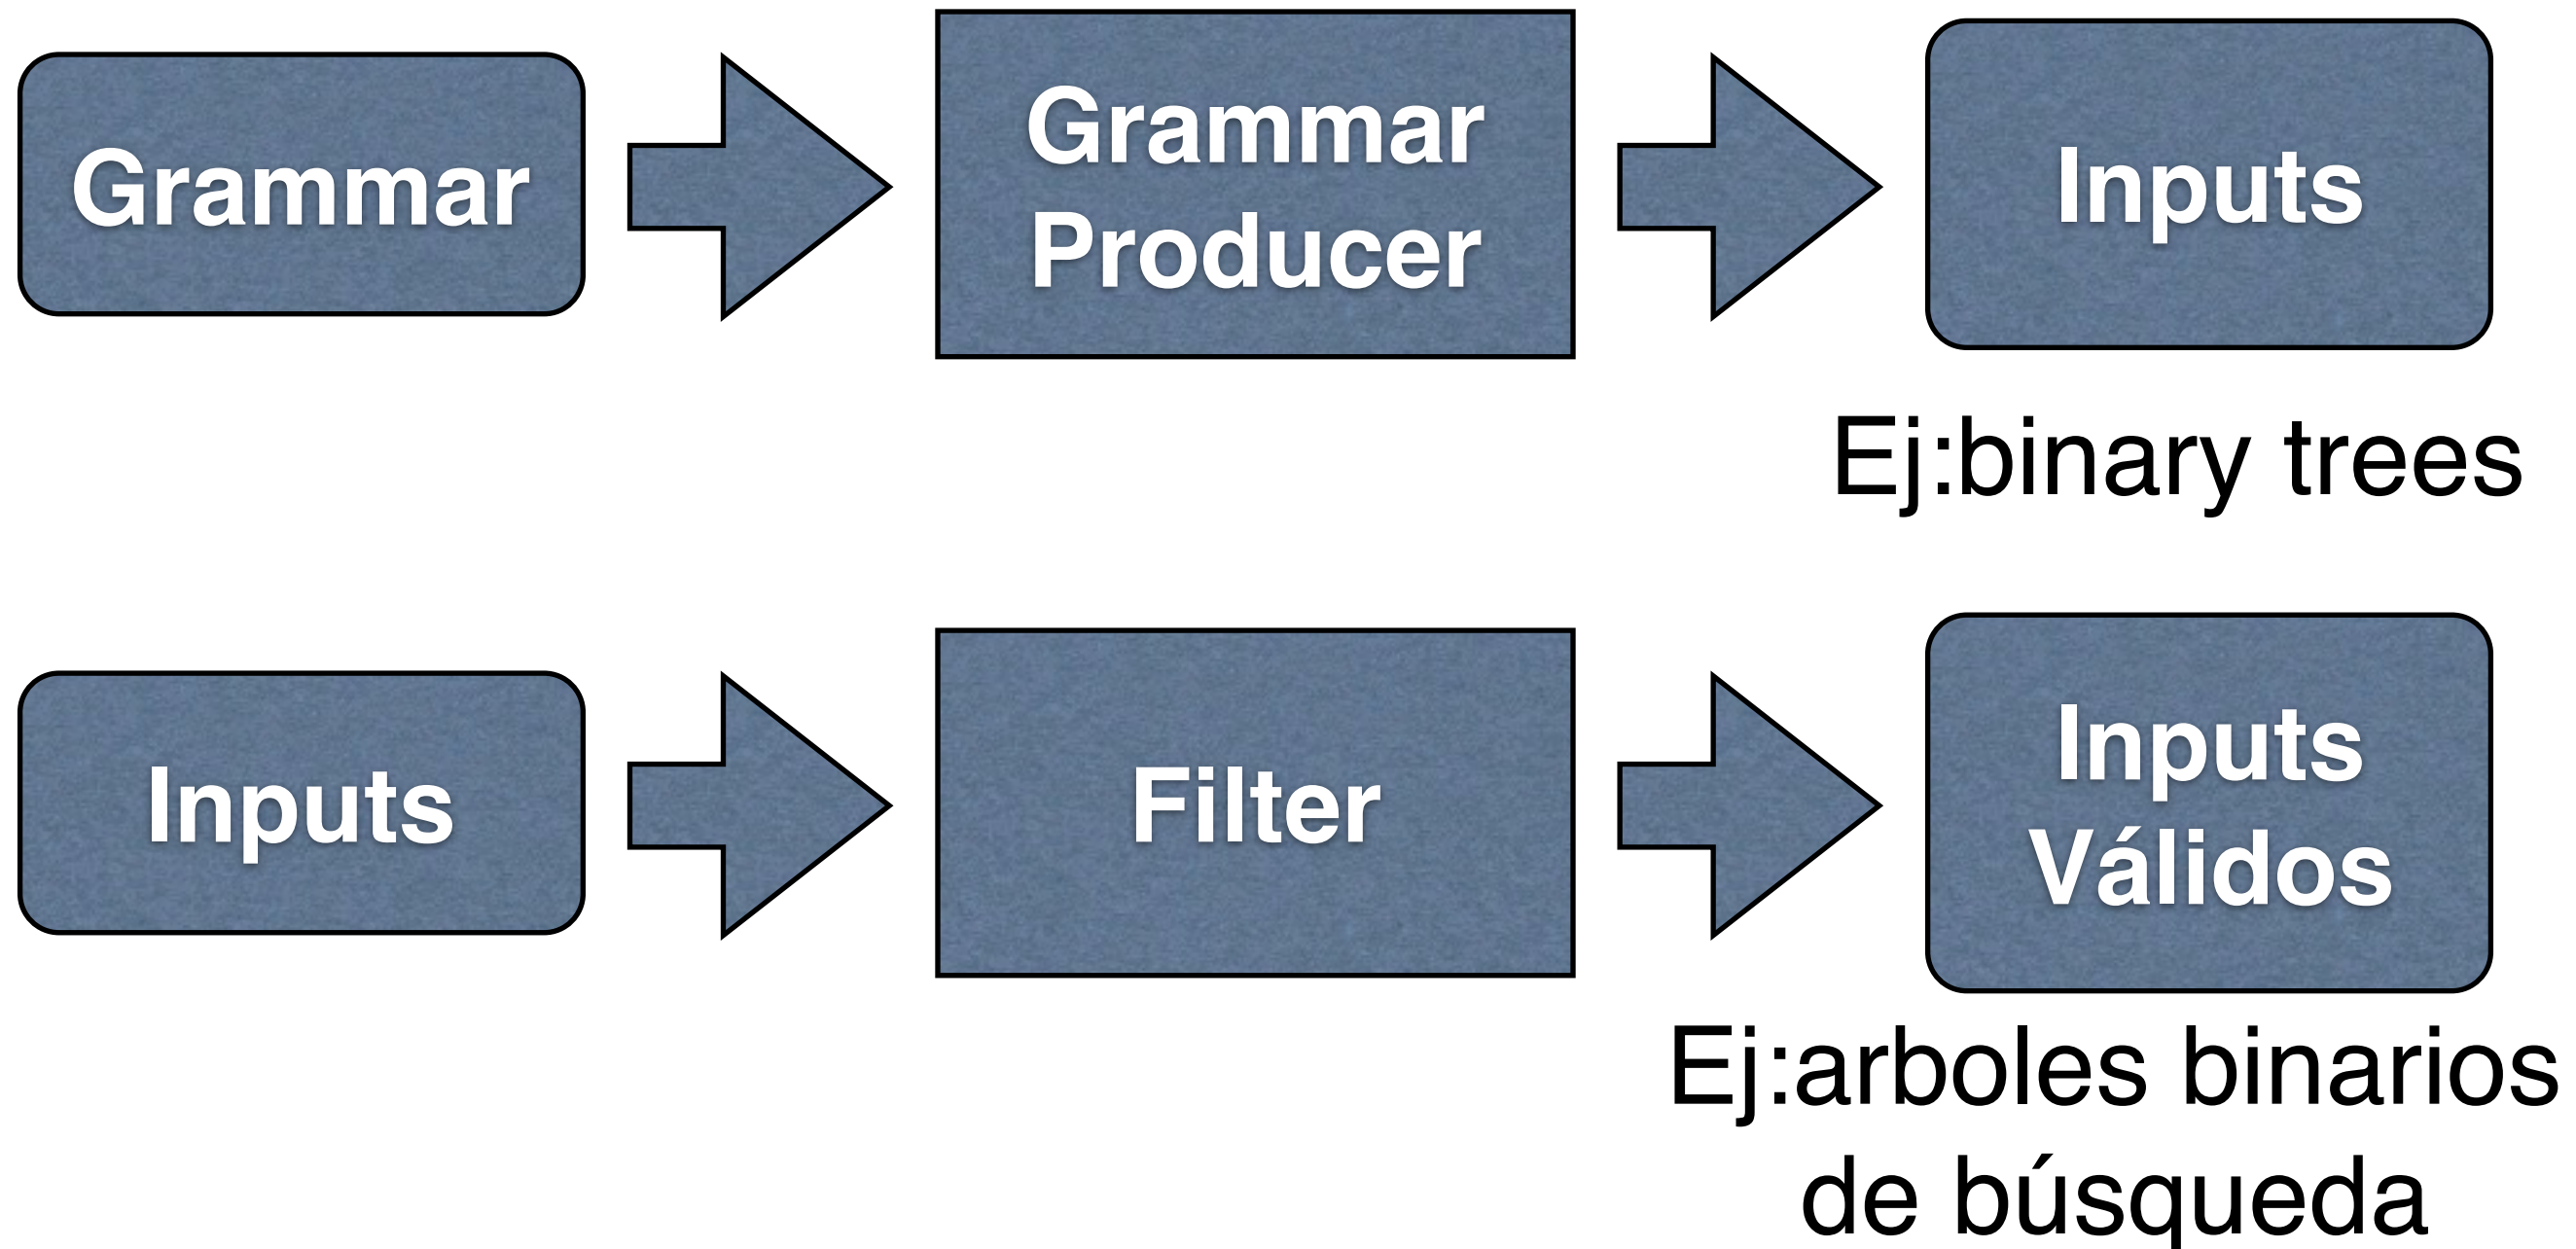 Grammar
Grammar
Producer
Inputs
Ej:binary trees
Inputs
Filter
Inputs
Válidos
Ej:arboles binarios
de búsqueda